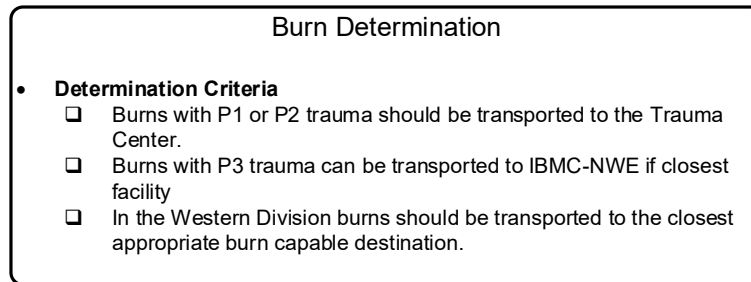 Burn Determination
• Determination Criteria
❑ Burns with P1 or P2 trauma should be transported to the Trauma
Center.
❑ Burns with P3 trauma can be transported to IBMC-NWE if closest
facility
❑ In the Western Division burns should be transported to the closest
appropriate burn capable destination.